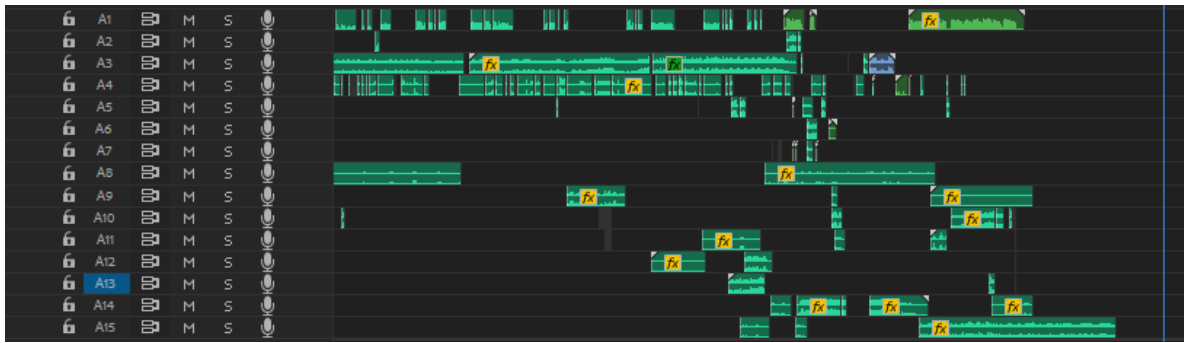 A1 M S fx
A2 M S
A3 M S fx fx
A4 M S fx
A5 M S
A6 M S
A7 M S
A8 M S fx
A9 M S fx fx
A10 M S fx
A11 M S fx
A12 M S fx
A13 M S
A14 M S fx fx fx
A15 M S fx